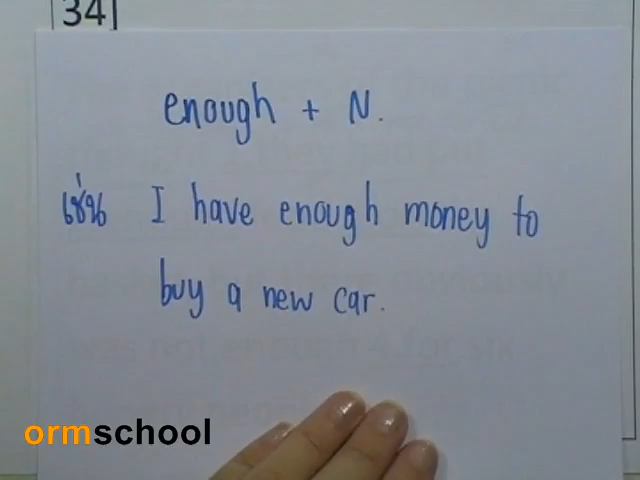 34
enough + N.
เช่น I have enough money to
buy a new car.
ormschool